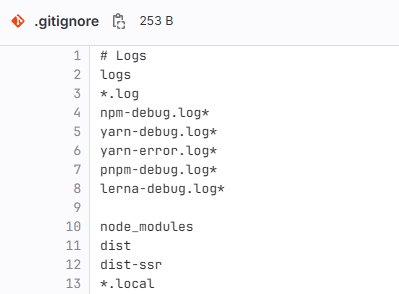 .gitignore 253 B
1 # Logs
2 logs
3 *.log
4 npm-debug.log*
5 yarn-debug.log*
6 yarn-error.log*
7 pnpm-debug.log*
8 lerna-debug.log*
9
10 node_modules
11 dist
12 dist-ssr
13 *.local